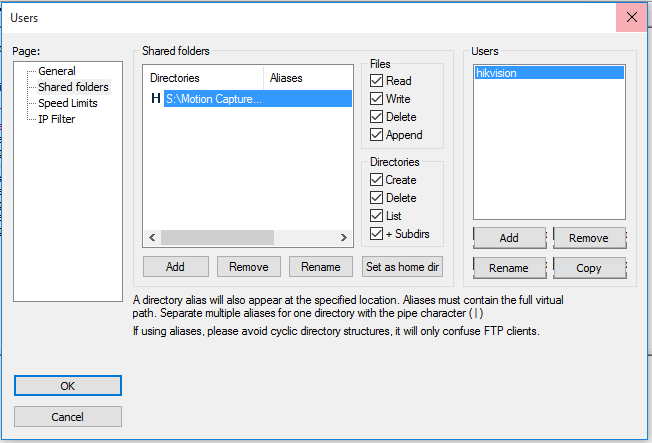 Users
Page:
General
Shared folders
Speed Limits
IP Filter
Shared folders
Directories Aliases
H S:\Motion Capture...
Files
Read
Write
Delete
Append
Directories
Create
Delete
List
+ Subdirs
Add Remove Rename Set as home dir
Users
hikvision
Add Remove
Rename Copy
A directory alias will also appear at the specified location. Aliases must contain the full virtual
path. Separate multiple aliases for one directory with the pipe character ( | )
If using aliases, please avoid cyclic directory structures, it will only confuse FTP clients.
OK
Cancel